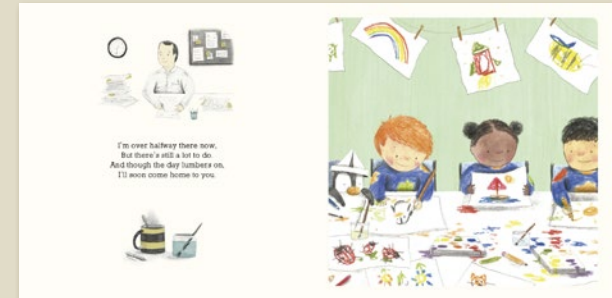 I'm over halfway there now,
But there's still a lot to do.
And though the day lumbers on,
I'll soon come home to you.